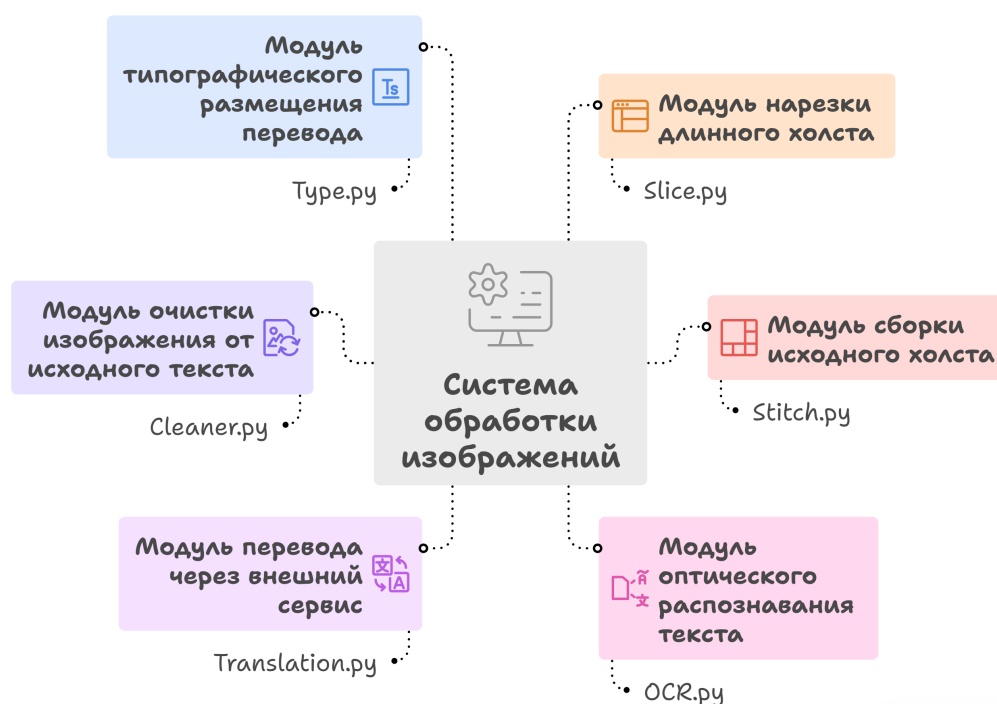 Модуль
типографического
размещения
перевода
Type.py
Модуль нарезки
длинного холста
Slice.py
Модуль очистки
изображения от
исходного текста
Cleaner.py
Система
обработки
изображений
Модуль сборки
исходного холста
Stitch.py
Модуль перевода
через внешний
сервис
Translation.py
Модуль
оптического
распознавания
текста
OCR.py
Ts
文
A